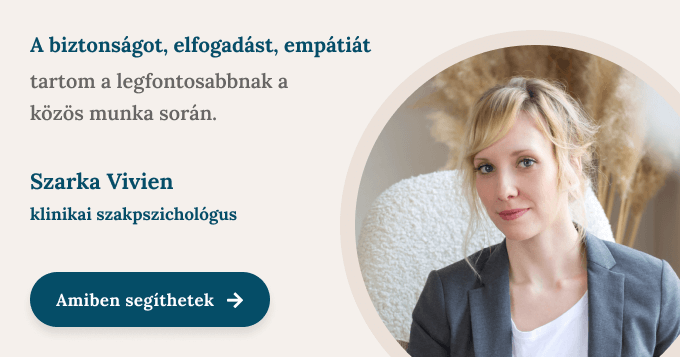 A biztonságot, elfogadást, empátiát
tartom a legfontosabbnak a
közös munka során.
Szarka Vivien
klinikai szakpszichológus
Amiben segíthetek